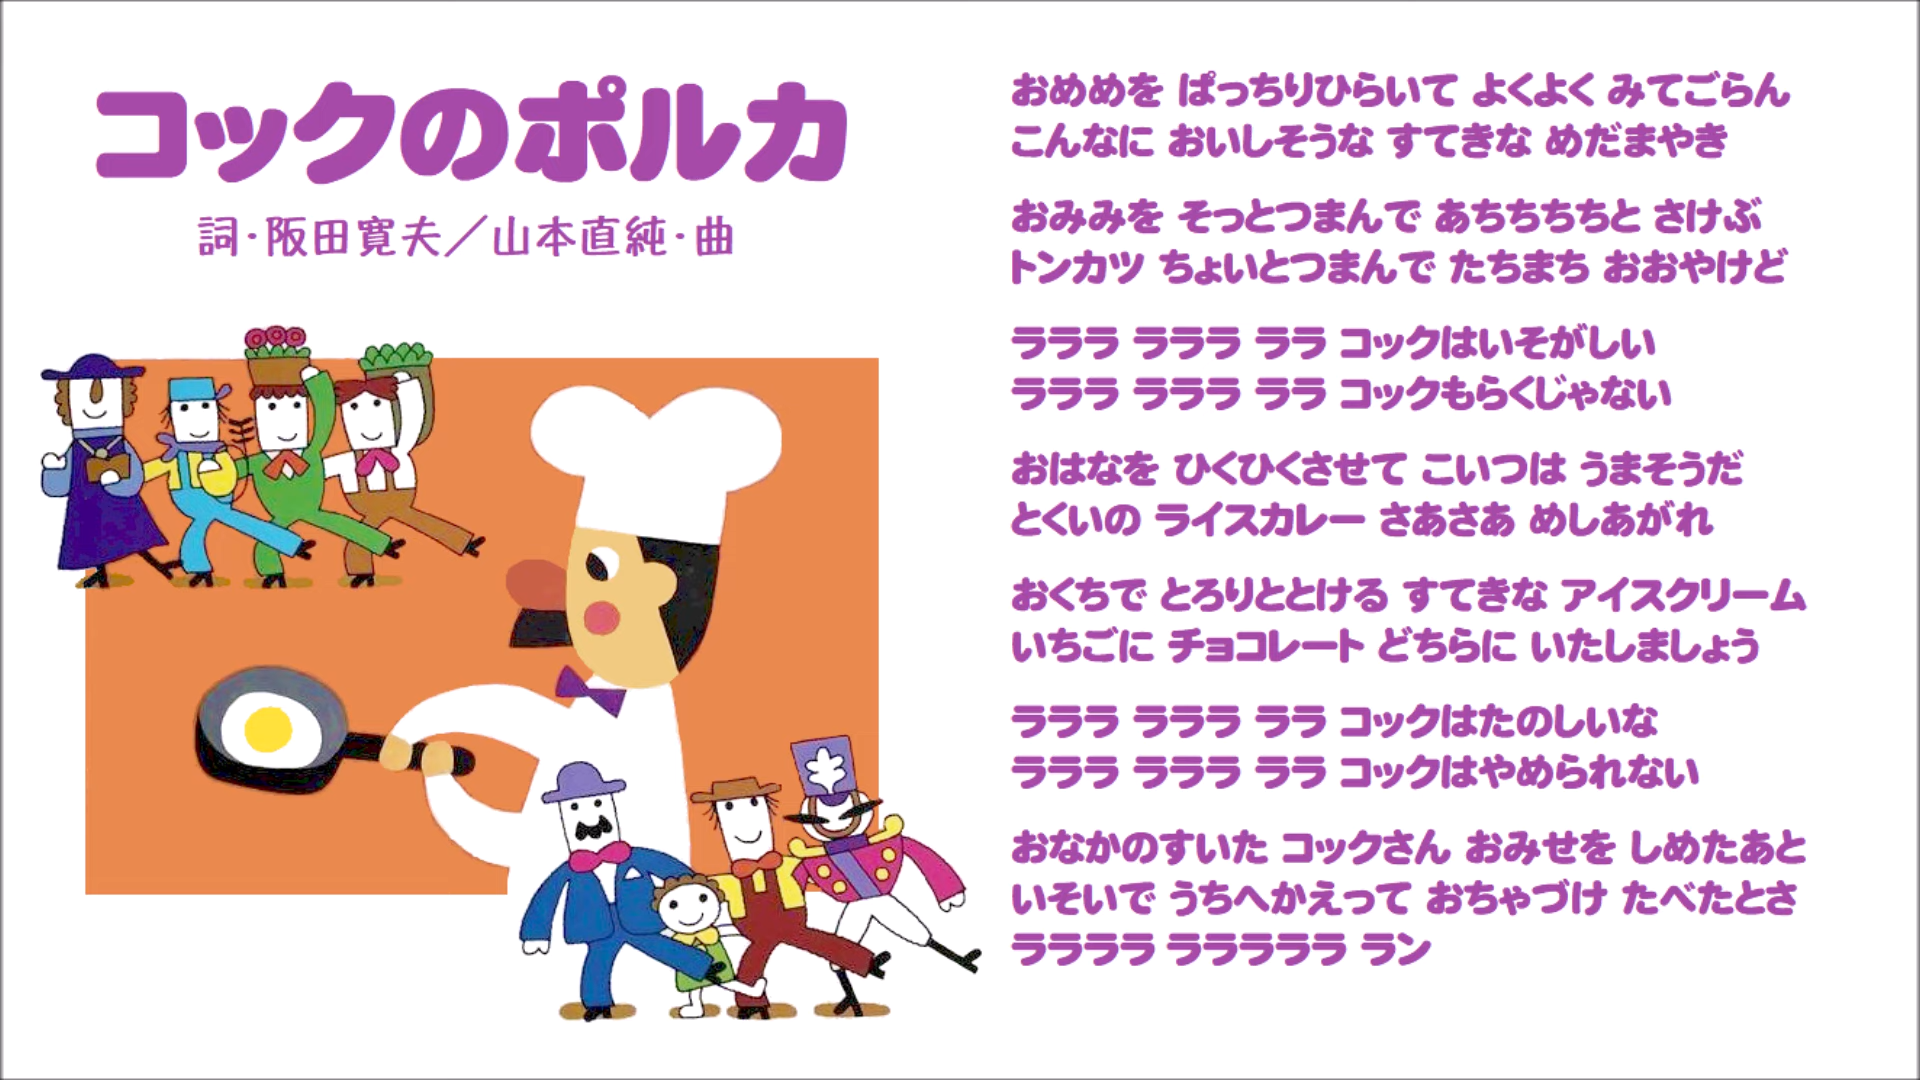 コックのポルカ
詞・阪田寛夫／山本直純・曲
おめめを ぱっちりひらいて よくよく みてごらん
こんなに おいしそうな すてきな めだまやき
おみみを そっとつまんで あちちちちと さけぶ
トンカツ ちょいとつまんで たちまち おおやけど
ラララ ラララ ララ コックはいそがしい
ラララ ラララ ララ コックもらくじゃない
おはなを ひくひくさせて こいつは うまそうだ
とくいの ライスカレー さあさあ めしあがれ
おくちで とろりととける すてきな アイスクリーム
いちごに チョコレート どちらに いたしましょう
ラララ ラララ ララ コックはたのしいな
ラララ ラララ ララ コックはやめられない
おなかのすいた コックさん おみせを しめたあと
いそいで うちへかえって おちゃづけ たべたとさ
ララララ ラララララ ラン